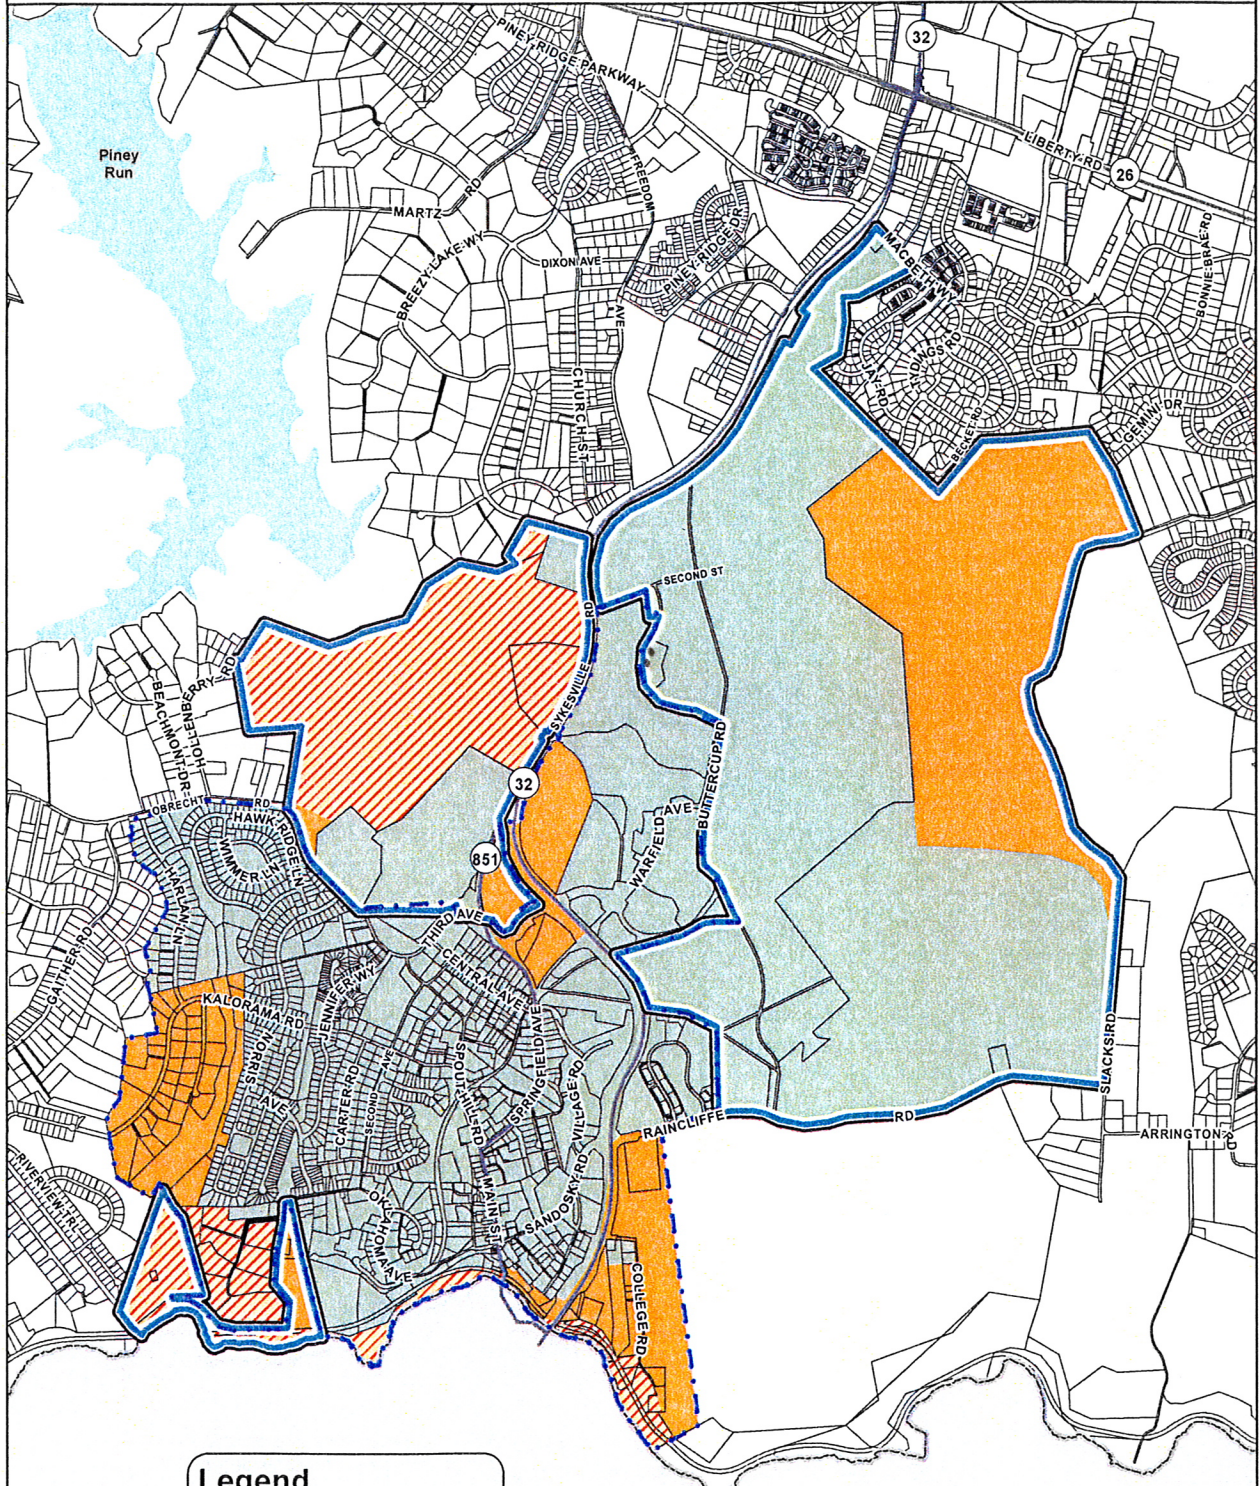 32
PINEY RIDGE PARKWAY
LIBERTY RD
26
Piney
Run
FREEDOM
AVE
MARTZ RD
BREEZY LAKE WY
DIXON AVE
PINEY RIDGE DR
MACBETH WY
BONNIE BRAE RD
TIDINGS RD
JAY RD
GEMINI DR
CHURCH ST
SECOND ST
SYKESVILLE RD
HOLLENBERRY RD
BEACHMONT DR
32
BUTTERCUP RD
WARFIELD AVE
OBRECHT RD
HAWK RIDGE LN
WIMMER LN
HARLAN LN
851
THIRD AVE
CENTRAL AVE
GAITHER RD
KALORAMA RD
JENNIFER WY
NORRIS AVE
CARTER RD
SECOND AVE
SPOUT HILL RD
SPRINGFIELD AVE
VILLAGE RD
SLACKS RD
RAINCLIFFE RD
ARRINGTON RD
RIVERVIEW TRL
OKLAHOMA AVE
MAIN ST
SANDOSKY RD
COLLEGE RD
Legend